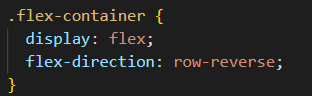 .flex-container {
  display: flex;
  flex-direction: row-reverse;
}